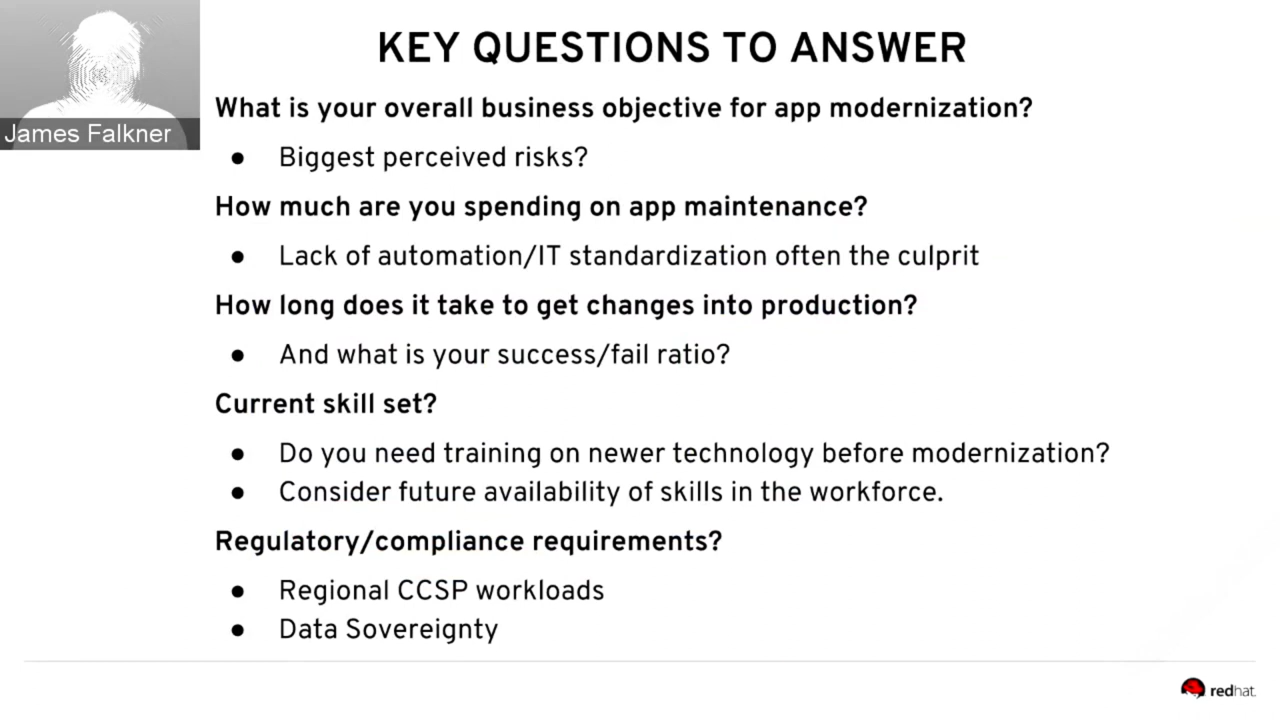 KEY QUESTIONS TO ANSWER
James Falkner
What is your overall business objective for app modernization?
● Biggest perceived risks?
How much are you spending on app maintenance?
● Lack of automation/IT standardization often the culprit
How long does it take to get changes into production?
● And what is your success/fail ratio?
Current skill set?
● Do you need training on newer technology before modernization?
● Consider future availability of skills in the workforce.
Regulatory/compliance requirements?
● Regional CCSP workloads
● Data Sovereignty
redhat.